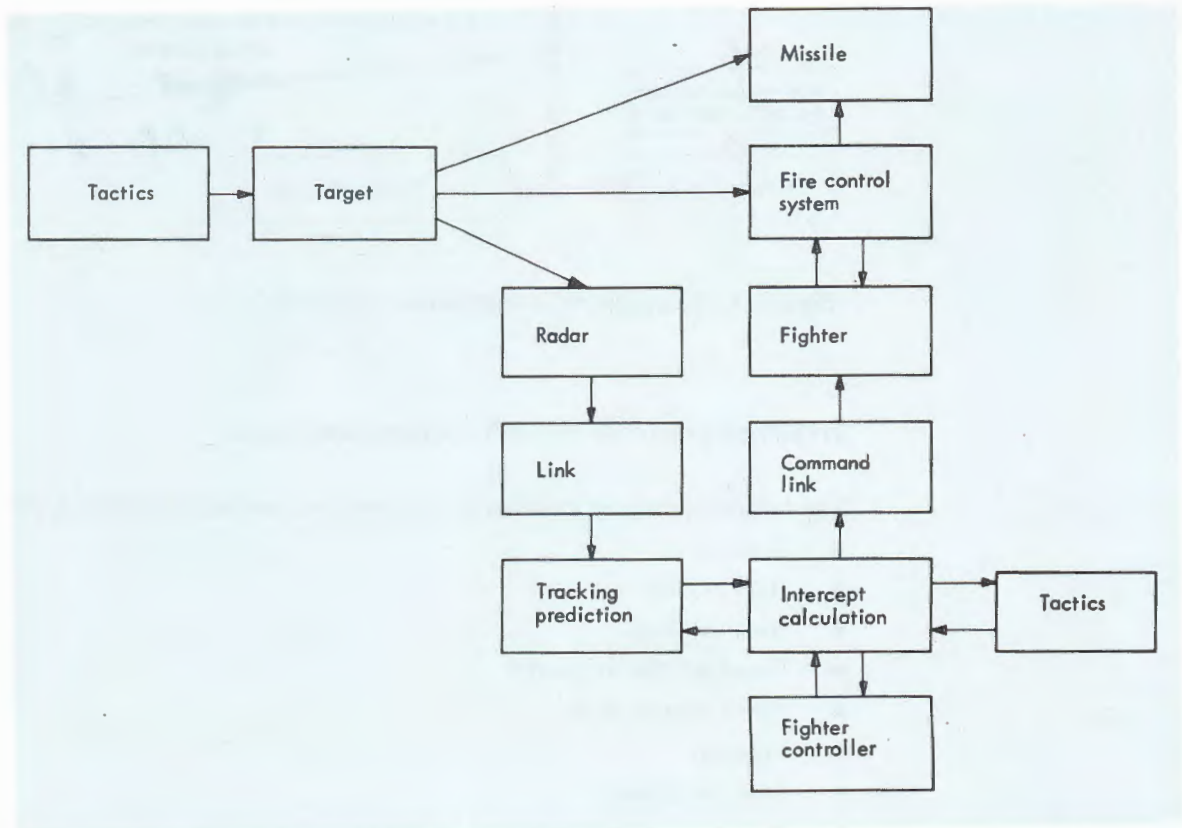 Missile
Tactics
Target
Fire control
system
Radar
Fighter
Link
Command
link
Tracking
prediction
Intercept
calculation
Tactics
Fighter
controller